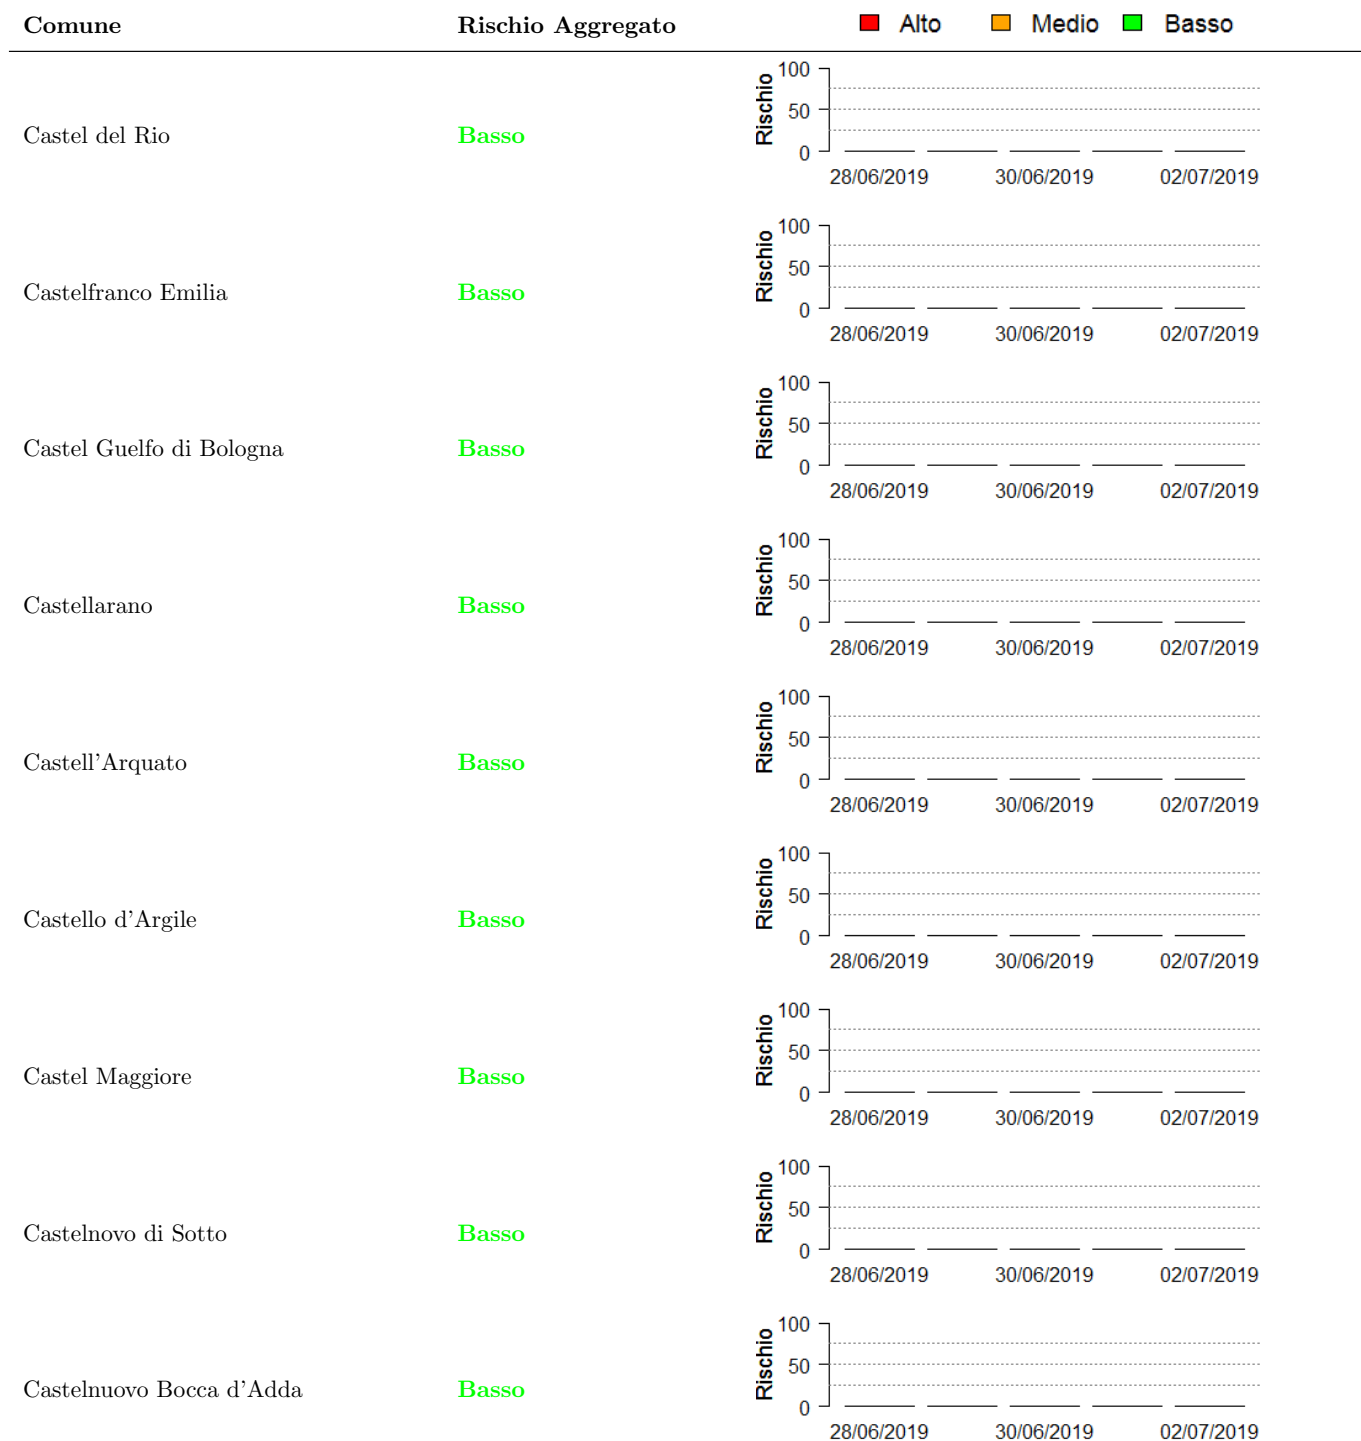 Comune Rischio Aggregato Alto Medio Basso
100
50
0
Rischio
Castel del Rio Basso
28/06/2019 30/06/2019 02/07/2019
100
50
0
Rischio
Castelfranco Emilia Basso
28/06/2019 30/06/2019 02/07/2019
100
50
0
Rischio
Castel Guelfo di Bologna Basso
28/06/2019 30/06/2019 02/07/2019
100
50
0
Rischio
Castellarano Basso
28/06/2019 30/06/2019 02/07/2019
100
50
0
Rischio
Castell'Arquato Basso
28/06/2019 30/06/2019 02/07/2019
100
50
0
Rischio
Castello d'Argile Basso
28/06/2019 30/06/2019 02/07/2019
100
50
0
Rischio
Castel Maggiore Basso
28/06/2019 30/06/2019 02/07/2019
100
50
0
Rischio
Castelnovo di Sotto Basso
28/06/2019 30/06/2019 02/07/2019
100
50
0
Rischio
Castelnuovo Bocca d'Adda Basso
28/06/2019 30/06/2019 02/07/2019